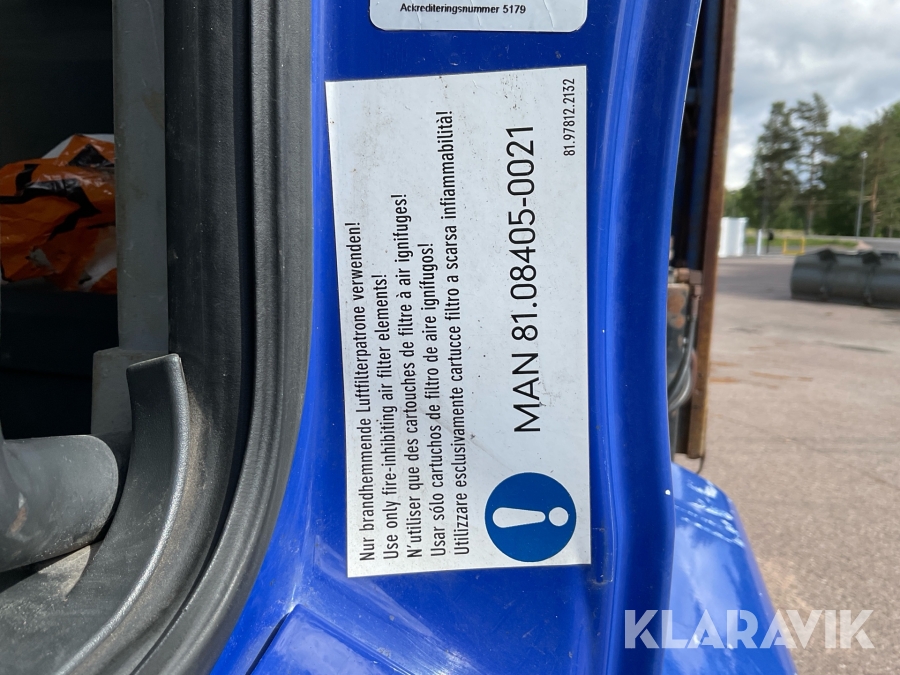 Ackrediteringsnummer 5179
Nur brandhemmende Luftfilterpatrone verwenden!
Use only fire-inhibiting air filter elements!
N'utiliser que des cartouches de filtre à air ignifuges!
Usar sólo cartuchos de filtro de aire ignífugos!
Utilizzare esclusivamente cartucce filtro a scarsa infiammabilità!
MAN 81.08405-0021
81.97812.2132
KLARAVIK